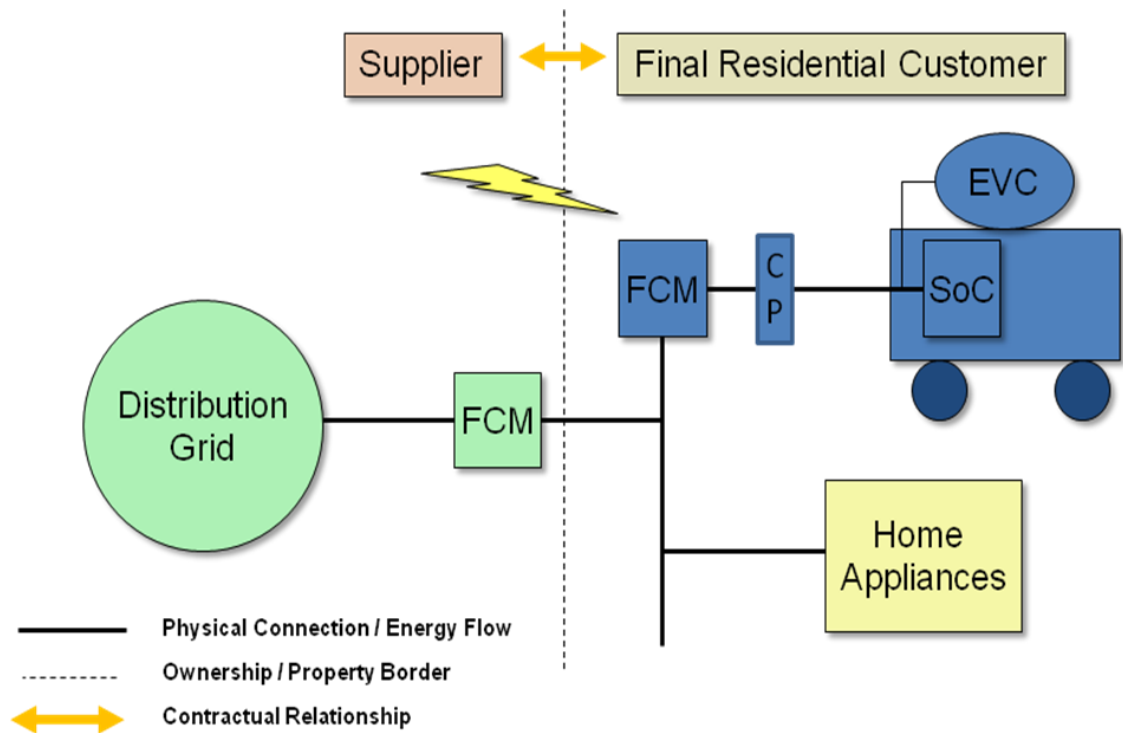 Supplier
Final Residential Customer
EVC
FCM
C
P
SoC
Distribution
Grid
FCM
Home
Appliances
Physical Connection / Energy Flow
Ownership / Property Border
Contractual Relationship